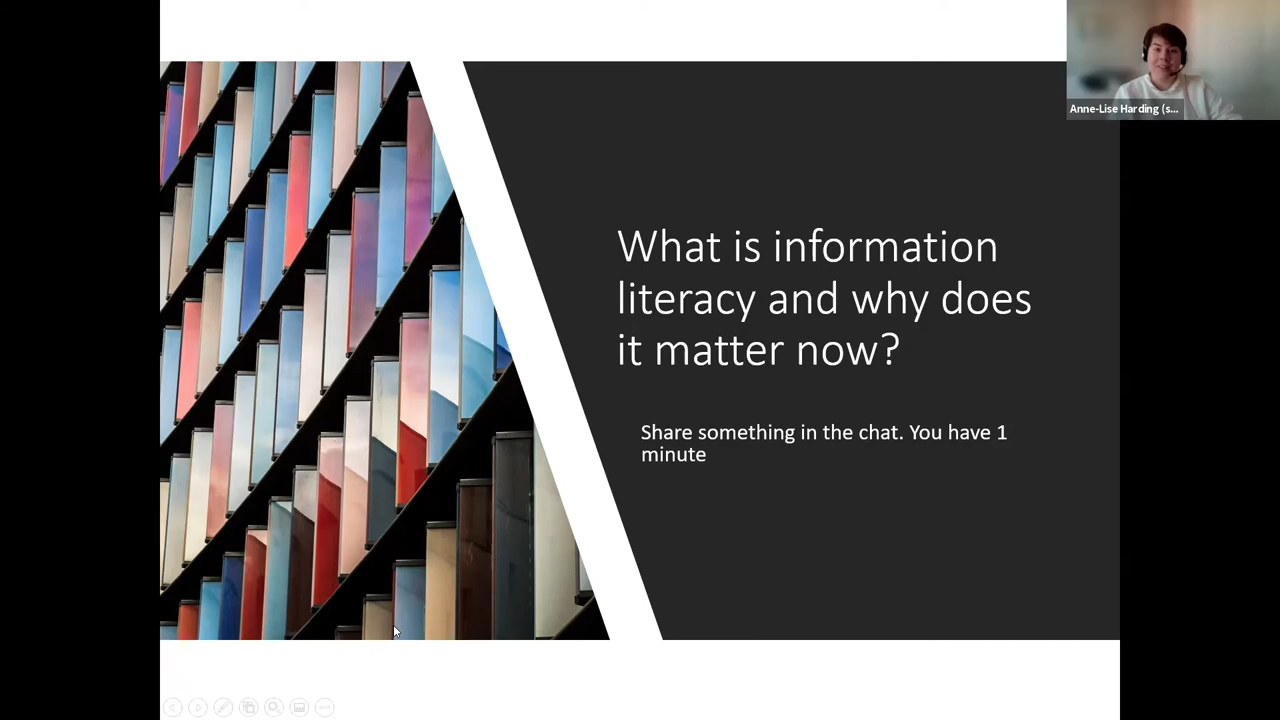 Anne-Lise Harding (s...
What is information
literacy and why does
it matter now?
Share something in the chat. You have 1
minute